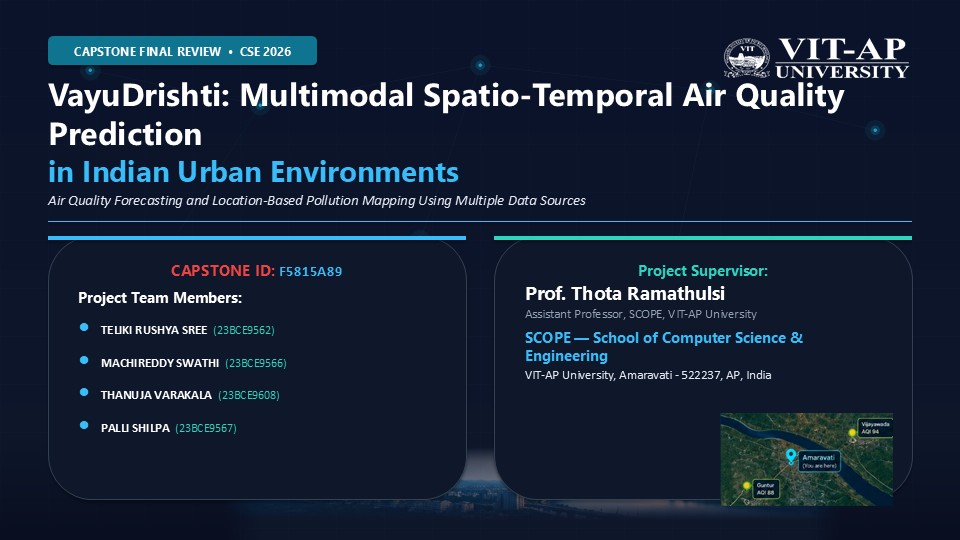 CAPSTONE FINAL REVIEW • CSE 2026
VIT
VIT-AP
UNIVERSITY
VayuDrishti: Multimodal Spatio-Temporal Air Quality
Prediction
in Indian Urban Environments
Air Quality Forecasting and Location-Based Pollution Mapping Using Multiple Data Sources
CAPSTONE ID: F5815A89
Project Team Members:
TELIKI RUSHYA SREE (23BCE9562)
MACHIREDDY SWATHI (23BCE9566)
THANUJA VARAKALA (23BCE9608)
PALLI SHILPA (23BCE9567)
Project Supervisor:
Prof. Thota Ramathulsi
Assistant Professor, SCOPE, VIT-AP University
SCOPE — School of Computer Science &
Engineering
VIT-AP University, Amaravati - 522237, AP, India
Vijayawada
AQI 94
Amaravati
(You are here)
Guntur
AQI 88